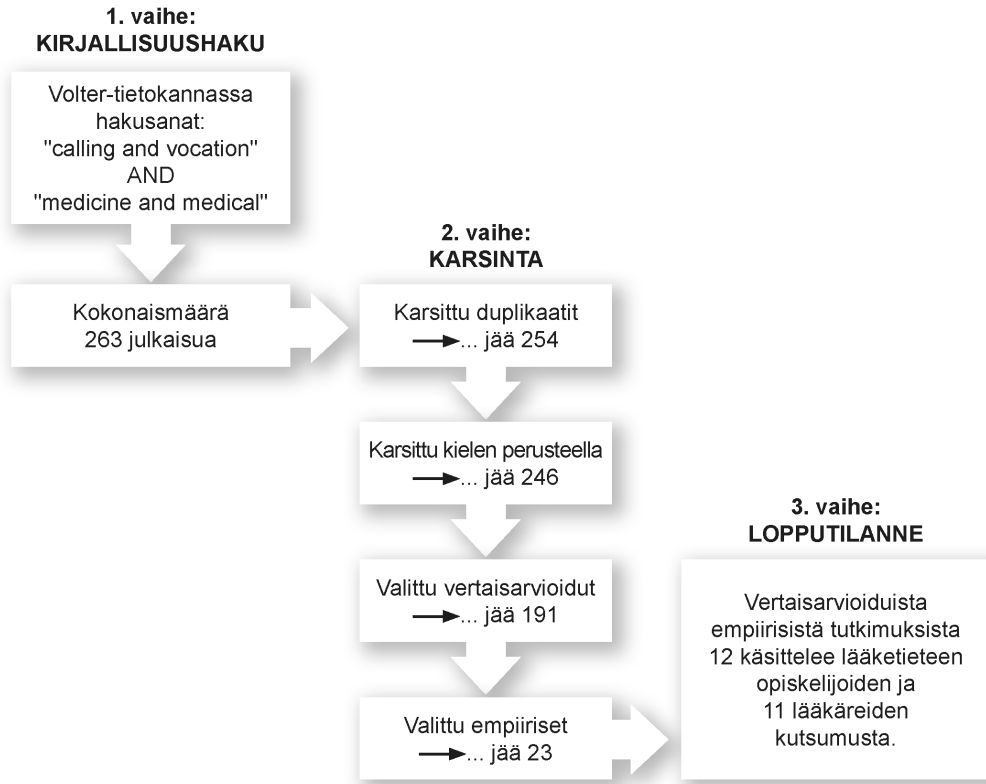 1. vaihe:
KIRJALLISUUSHAKU
Volter-tietokannassa
hakusanat:
"calling and vocation"
AND
"medicine and medical"
Kokonaismäärä
263 julkaisua
2. vaihe:
KARSINTA
Karsittu duplikaatit
→... jää 254
Karsittu kielen perusteella
→... jää 246
Valittu vertaisarvioidut
→... jää 191
Valittu empiiriset
→... jää 23
3. vaihe:
LOPPUTILANNE
Vertaisarvioiduista
empiirisistä tutkimuksista
12 käsittelee lääketieteen
opiskelijoiden ja
11 lääkäreiden
kutsumusta.